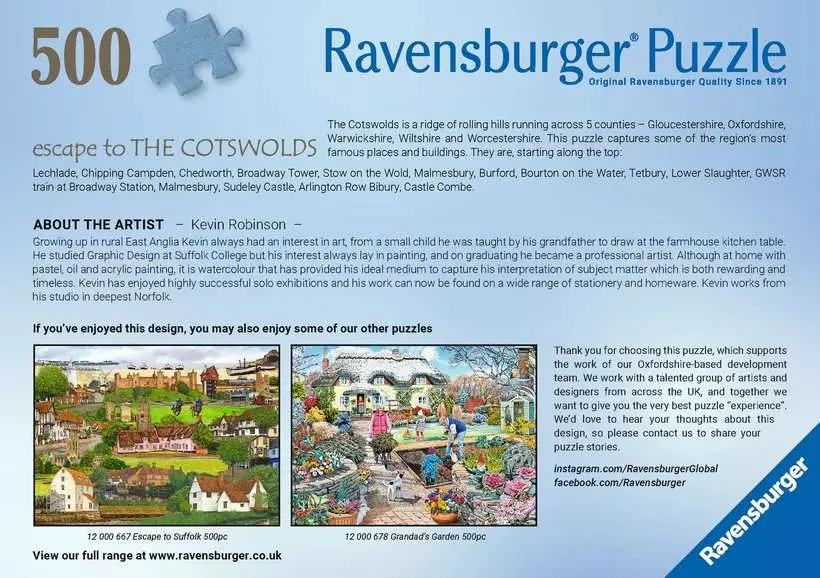 500
Ravensburger® Puzzle
Original Ravensburger Quality Since 1891
escape to THE COTSWOLDS
The Cotswolds is a ridge of rolling hills running across 5 counties – Gloucestershire, Oxfordshire,
Warwickshire, Wiltshire and Worcestershire. This puzzle captures some of the region's most
famous places and buildings. They are, starting along the top:
Lechlade, Chipping Campden, Chedworth, Broadway Tower, Stow on the Wold, Malmesbury, Burford, Bourton on the Water, Tetbury, Lower Slaughter, GWSR
train at Broadway Station, Malmesbury, Sudeley Castle, Arlington Row Bibury, Castle Combe.
ABOUT THE ARTIST – Kevin Robinson –
Growing up in rural East Anglia Kevin always had an interest in art, from a small child he was taught by his grandfather to draw at the farmhouse kitchen table.
He studied Graphic Design at Suffolk College but his interest always lay in painting, and on graduating he became a professional artist. Although at home with
pastel, oil and acrylic painting, it is watercolour that has provided his ideal medium to capture his interpretation of subject matter which is both rewarding and
timeless. Kevin has enjoyed highly successful solo exhibitions and his work can now be found on a wide range of stationery and homeware. Kevin works from
his studio in deepest Norfolk.
If you've enjoyed this design, you may also enjoy some of our other puzzles
12 000 667 Escape to Suffolk 500pc
12 000 678 Grandad's Garden 500pc
View our full range at www.ravensburger.co.uk
Thank you for choosing this puzzle, which supports
the work of our Oxfordshire-based development
team. We work with a talented group of artists and
designers from across the UK, and together we
want to give you the very best puzzle "experience".
We'd love to hear your thoughts about this
design, so please contact us to share your
puzzle stories.
instagram.com/RavensburgerGlobal
facebook.com/Ravensburger
Ravensburger